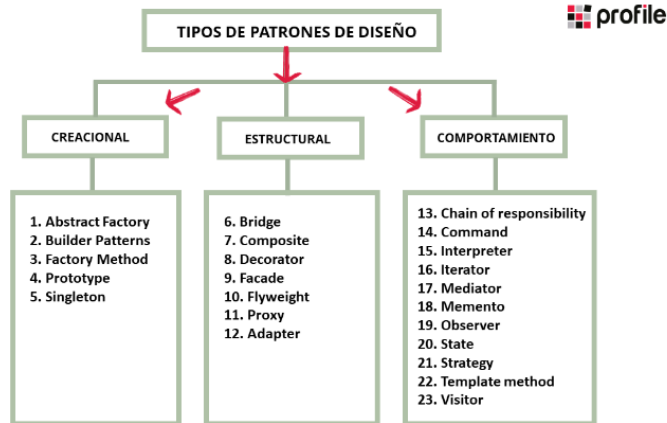 profile
TIPOS DE PATRONES DE DISEÑO
CREACIONAL
ESTRUCTURAL
COMPORTAMIENTO
1. Abstract Factory
2. Builder Patterns
3. Factory Method
4. Prototype
5. Singleton
6. Bridge
7. Composite
8. Decorator
9. Facade
10. Flyweight
11. Proxy
12. Adapter
13. Chain of responsibility
14. Command
15. Interpreter
16. Iterator
17. Mediator
18. Memento
19. Observer
20. State
21. Strategy
22. Template method
23. Visitor